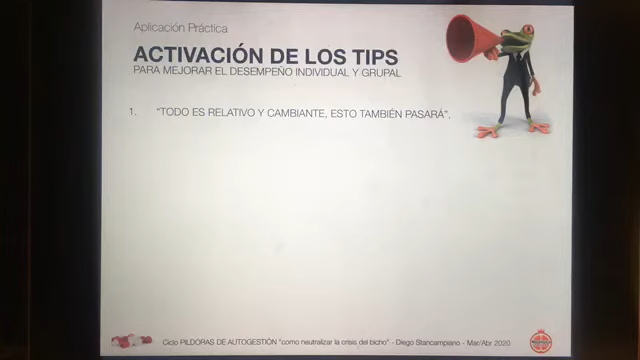 Aplicación Práctica
ACTIVACIÓN DE LOS TIPS
PARA MEJORAR EL DESEMPEÑO INDIVIDUAL Y GRUPAL
1. "TODO ES RELATIVO Y CAMBIANTE, ESTO TAMBIÉN PASARÁ".
Ciclo PILDORAS DE AUTOGESTIÓN "como neutralizar la crisis del bicho" - Diego Stancampiano - Mar/Abr 2020